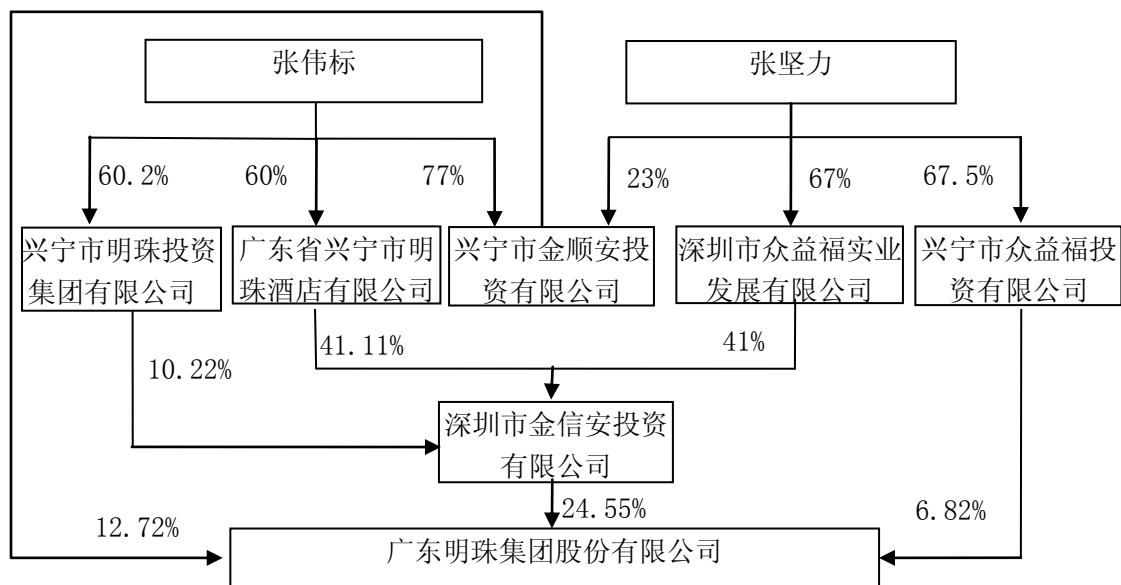 张伟标
张坚力
60.2%
60%
77%
23%
67%
67.5%
兴宁市明珠投资
集团有限公司
广东省兴宁市明
珠酒店有限公司
兴宁市金顺安投
资有限公司
深圳市众益福实业
发展有限公司
兴宁市众益福投
资有限公司
10.22%
41.11%
41%
深圳市金信安投资
有限公司
12.72%
24.55%
6.82%
广东明珠集团股份有限公司